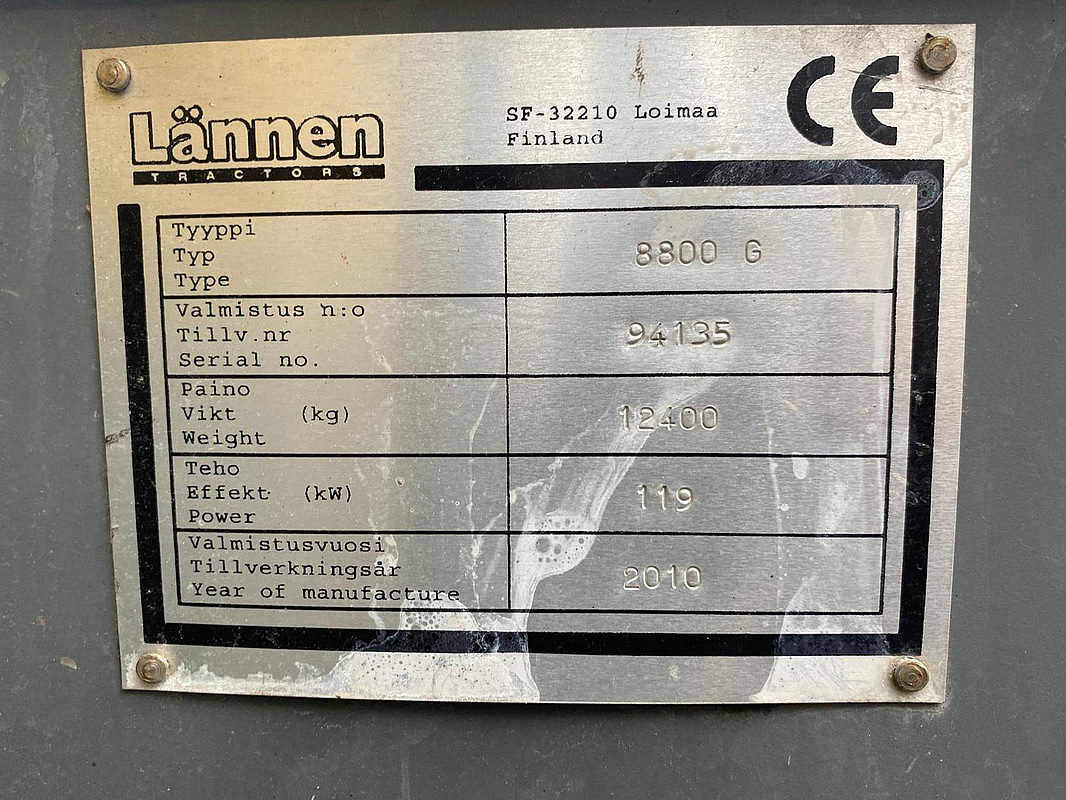 Lännen
TRACTORS
SF-32210 Loimaa
Finland
CE
Tyyppi
Typ
Type
8800 G
Valmistus n:o
Tillv.nr
Serial no.
94135
Paino
Vikt (kg)
Weight
12400
Teho
Effekt (kW)
Power
119
Valmistusvuosi
Tillverkningsår
Year of manufacture
2010